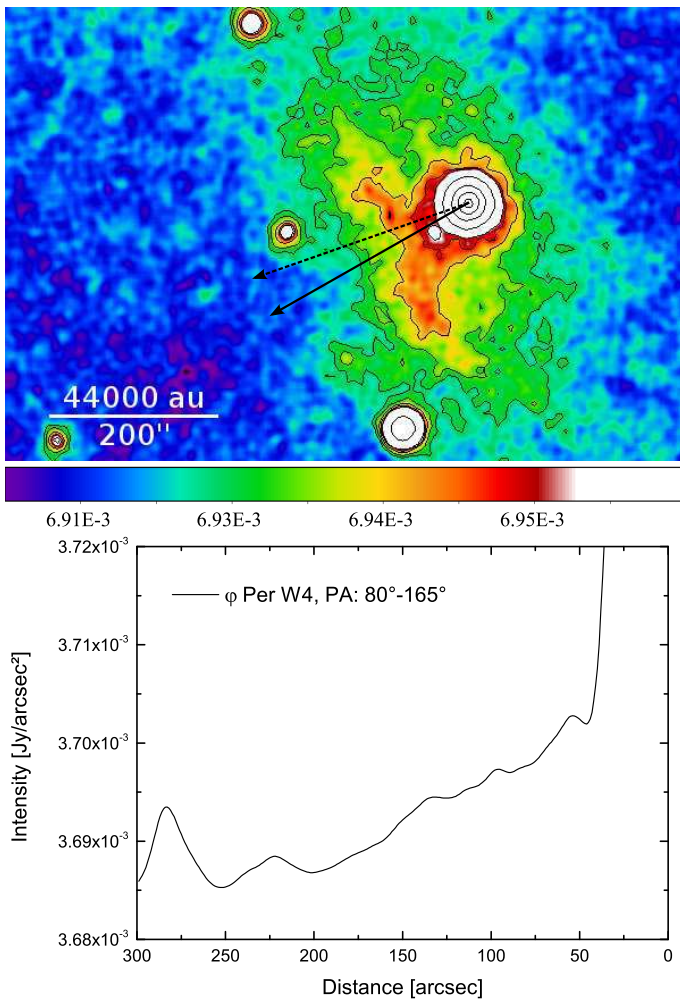 44000 au
200''
6.91E-3 6.93E-3 6.94E-3 6.95E-3
3.72x10⁻³
φ Per W4, PA: 80°-165°
3.71x10⁻³
3.70x10⁻³
3.69x10⁻³
3.68x10⁻³
Intensity [Jy/arcsec²]
300 250 200 150 100 50 0
Distance [arcsec]